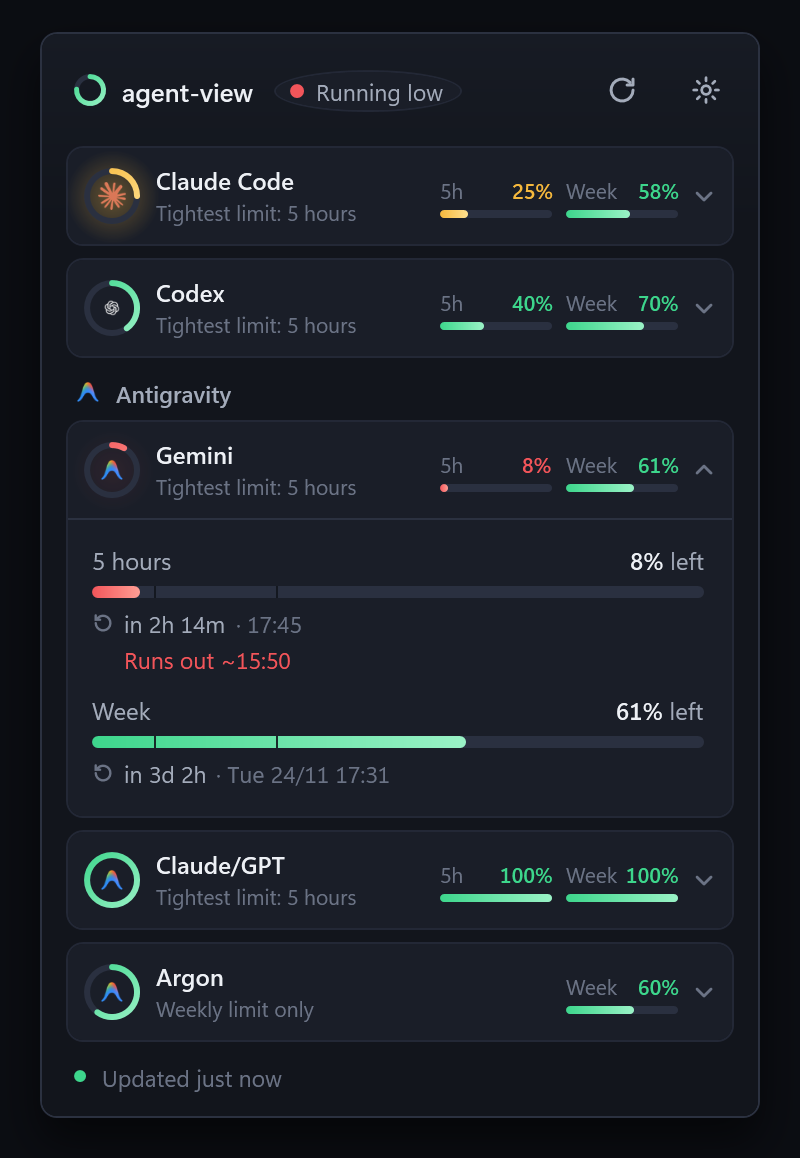 agent-view
Running low
Claude Code
Tightest limit: 5 hours
5h 25% Week 58%
Codex
Tightest limit: 5 hours
5h 40% Week 70%
Antigravity
Gemini
Tightest limit: 5 hours
5h 8% Week 61%
5 hours 8% left
in 2h 14m · 17:45
Runs out ~15:50
Week 61% left
in 3d 2h · Tue 24/11 17:31
Claude/GPT
Tightest limit: 5 hours
5h 100% Week 100%
Argon
Weekly limit only
Week 60%
Updated just now